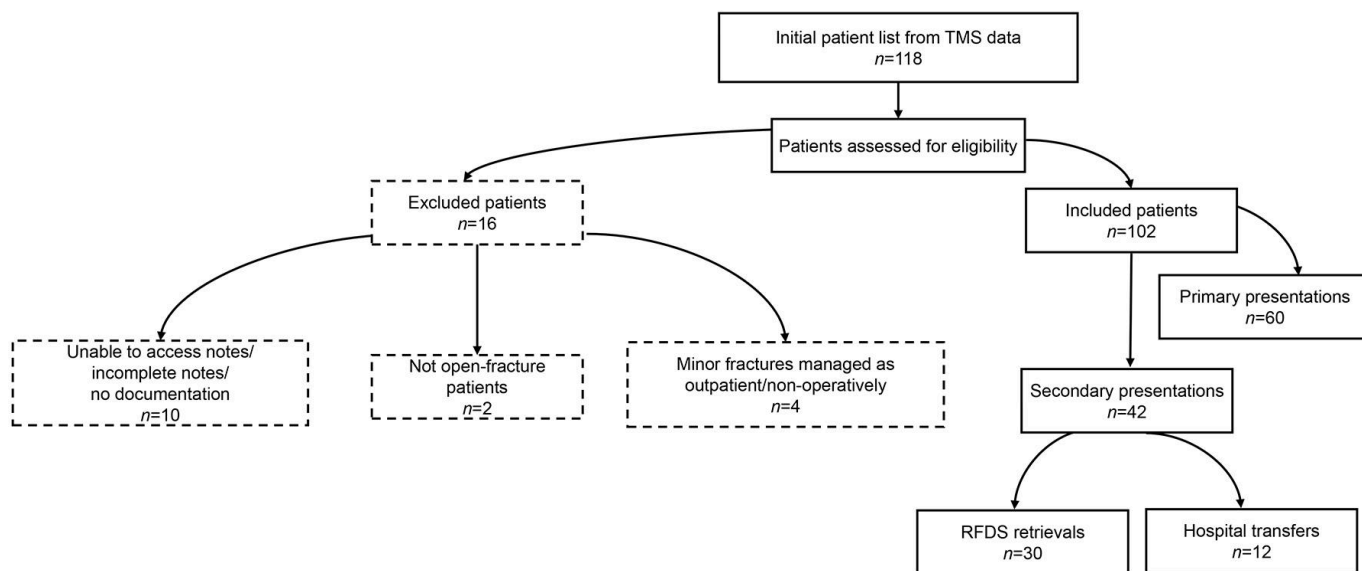 Initial patient list from TMS data
n=118
Patients assessed for eligibility
Excluded patients
n=16
Included patients
n=102
Primary presentations
n=60
Unable to access notes/
incomplete notes/
no documentation
n=10
Not open-fracture
patients
n=2
Minor fractures managed as
outpatient/non-operatively
n=4
Secondary presentations
n=42
RFDS retrievals
n=30
Hospital transfers
n=12